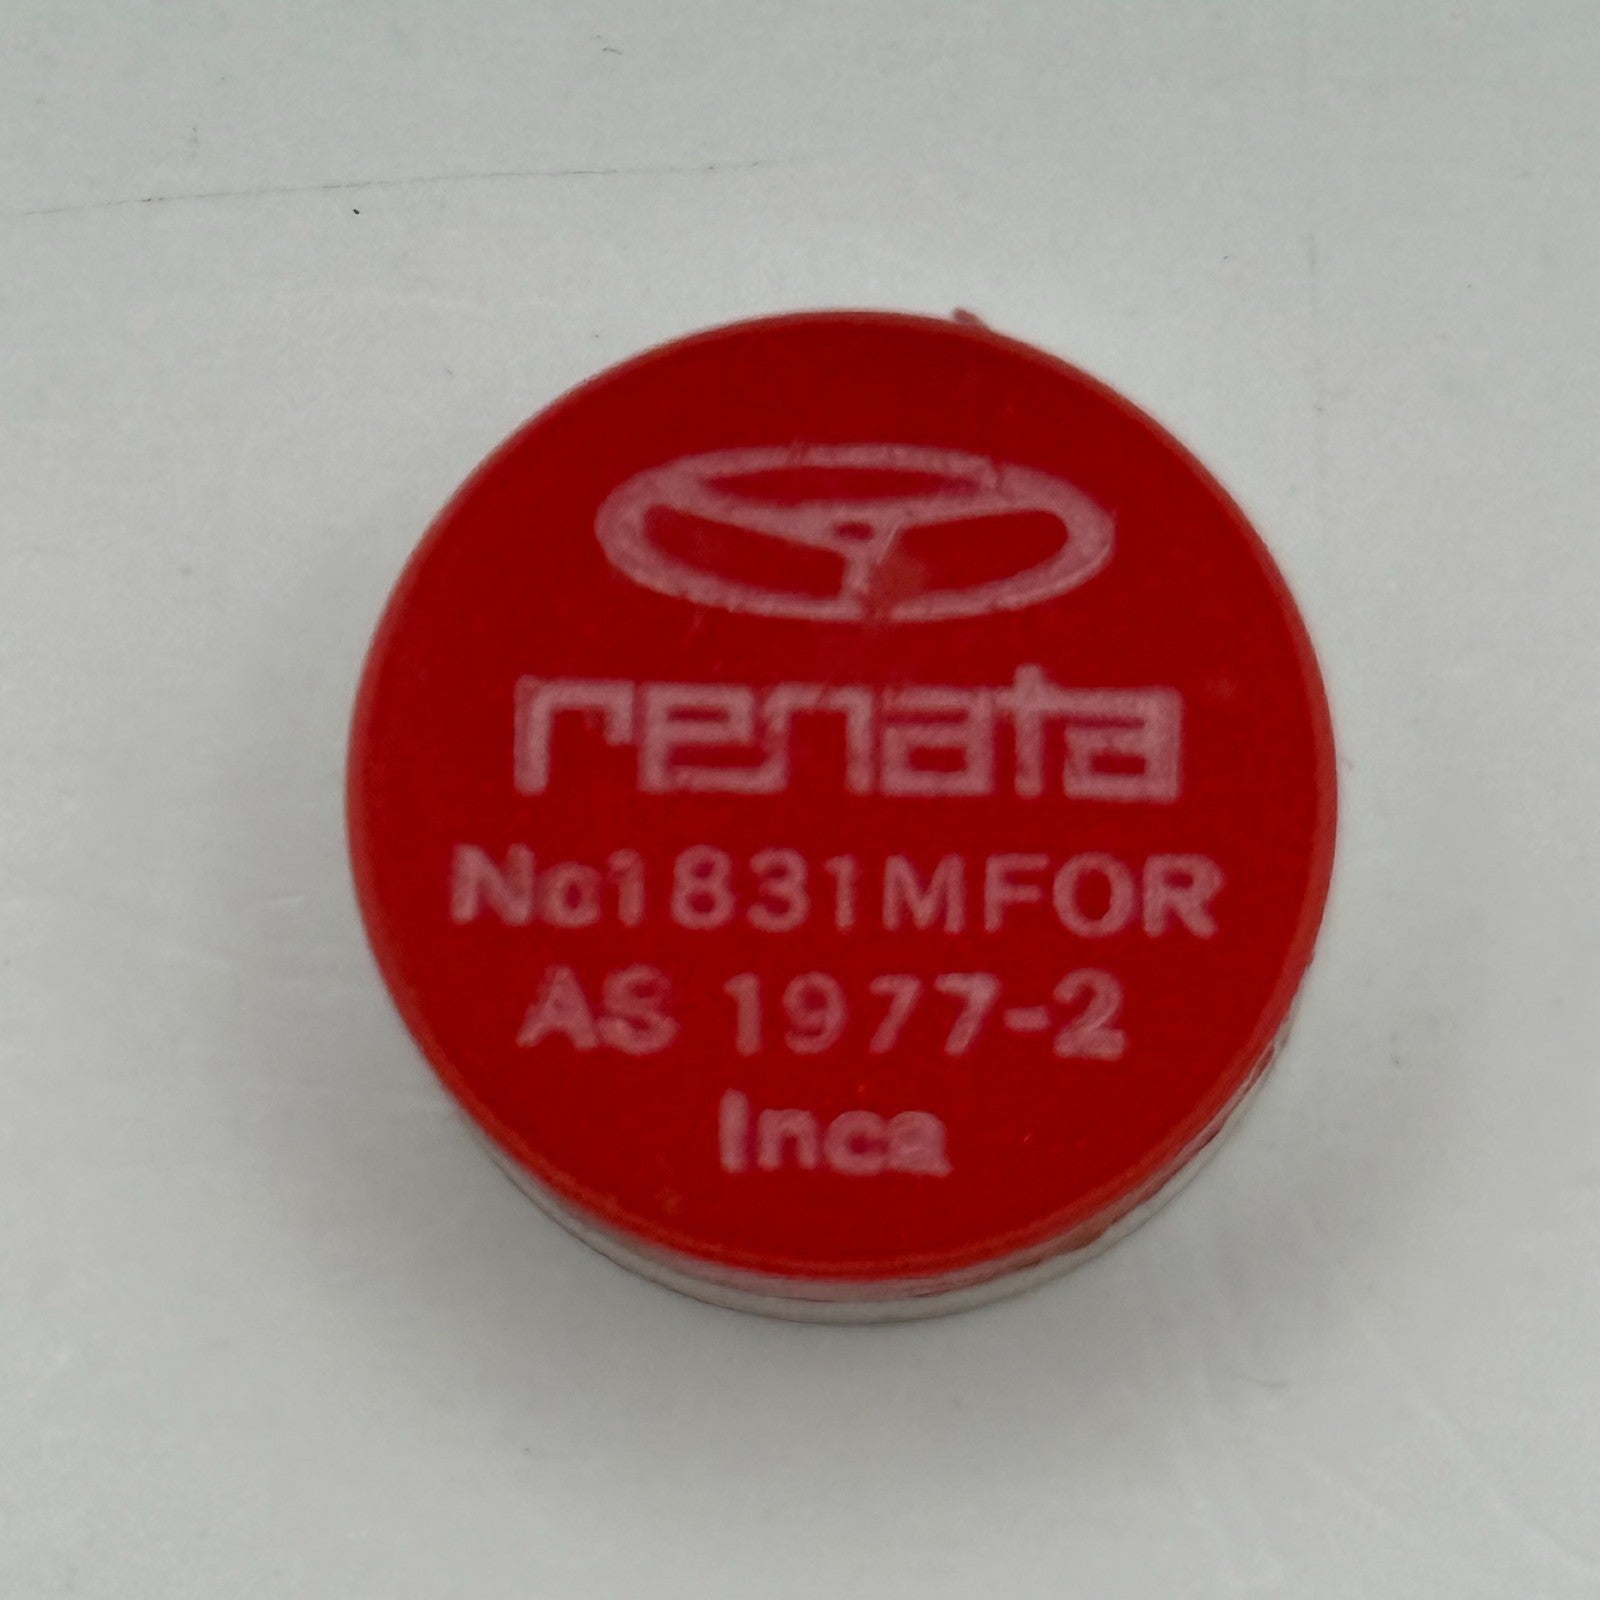 renata
No1831MFOR
AS 1977-2
Inca